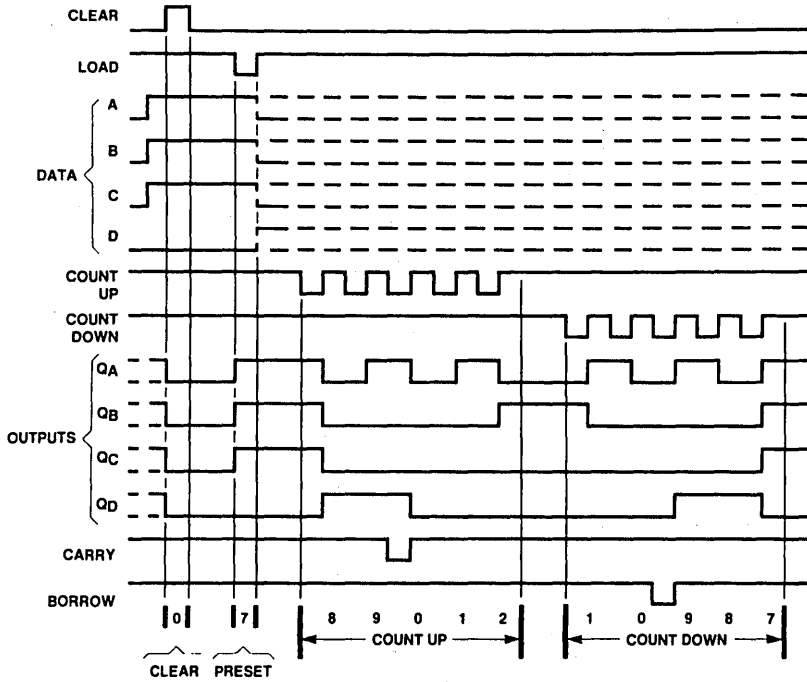 CLEAR
LOAD
A
B
DATA
C
D
COUNT
UP
COUNT
DOWN
QA
QB
OUTPUTS
QC
QD
CARRY
BORROW
0 7 8 9 0 1 2 1 0 9 8 7
COUNT UP COUNT DOWN
CLEAR PRESET